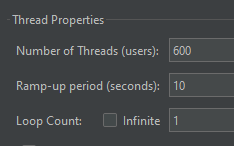 Thread Properties
Number of Threads (users): 600
Ramp-up period (seconds): 10
Loop Count: Infinite 1